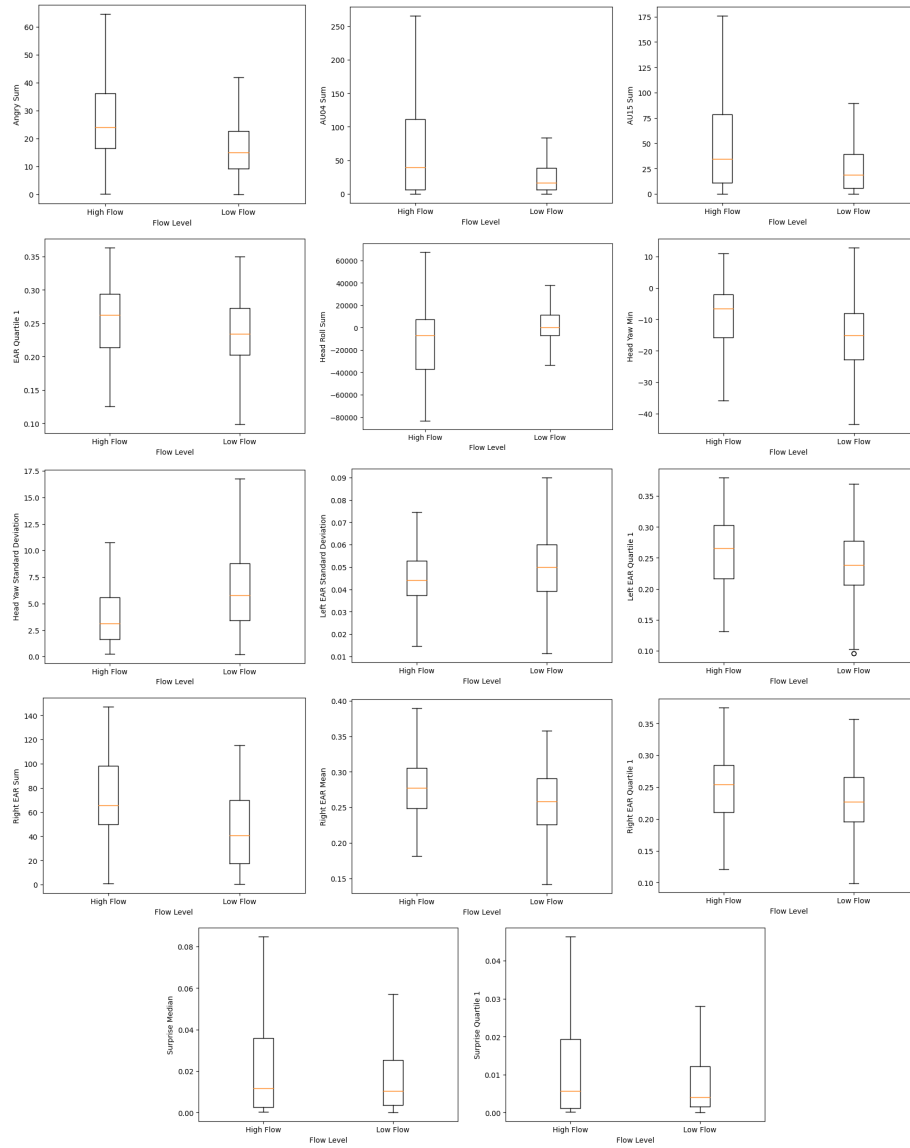 Angry Sum
60
50
40
30
20
10
0
High Flow Low Flow
Flow Level
AU04 Sum
250
200
150
100
50
0
High Flow Low Flow
Flow Level
AU15 Sum
175
150
125
100
75
50
25
0
High Flow Low Flow
Flow Level
EAR Quartile 1
0.35
0.30
0.25
0.20
0.15
0.10
High Flow Low Flow
Flow Level
Head Roll Sum
60000
40000
20000
0
−20000
−40000
−60000
−80000
High Flow Low Flow
Flow Level
Head Yaw Min
10
0
−10
−20
−30
−40
High Flow Low Flow
Flow Level
Head Yaw Standard Deviation
17.5
15.0
12.5
10.0
7.5
5.0
2.5
0.0
High Flow Low Flow
Flow Level
Left EAR Standard Deviation
0.09
0.08
0.07
0.06
0.05
0.04
0.03
0.02
0.01
High Flow Low Flow
Flow Level
Left EAR Quartile 1
0.35
0.30
0.25
0.20
0.15
0.10
High Flow Low Flow
Flow Level
Right EAR Sum
140
120
100
80
60
40
20
0
High Flow Low Flow
Flow Level
Right EAR Mean
0.40
0.35
0.30
0.25
0.20
0.15
High Flow Low Flow
Flow Level
Right EAR Quartile 1
0.35
0.30
0.25
0.20
0.15
0.10
High Flow Low Flow
Flow Level
Surprise Median
0.08
0.06
0.04
0.02
0.00
High Flow Low Flow
Flow Level
Surprise Quartile 1
0.04
0.03
0.02
0.01
0.00
High Flow Low Flow
Flow Level